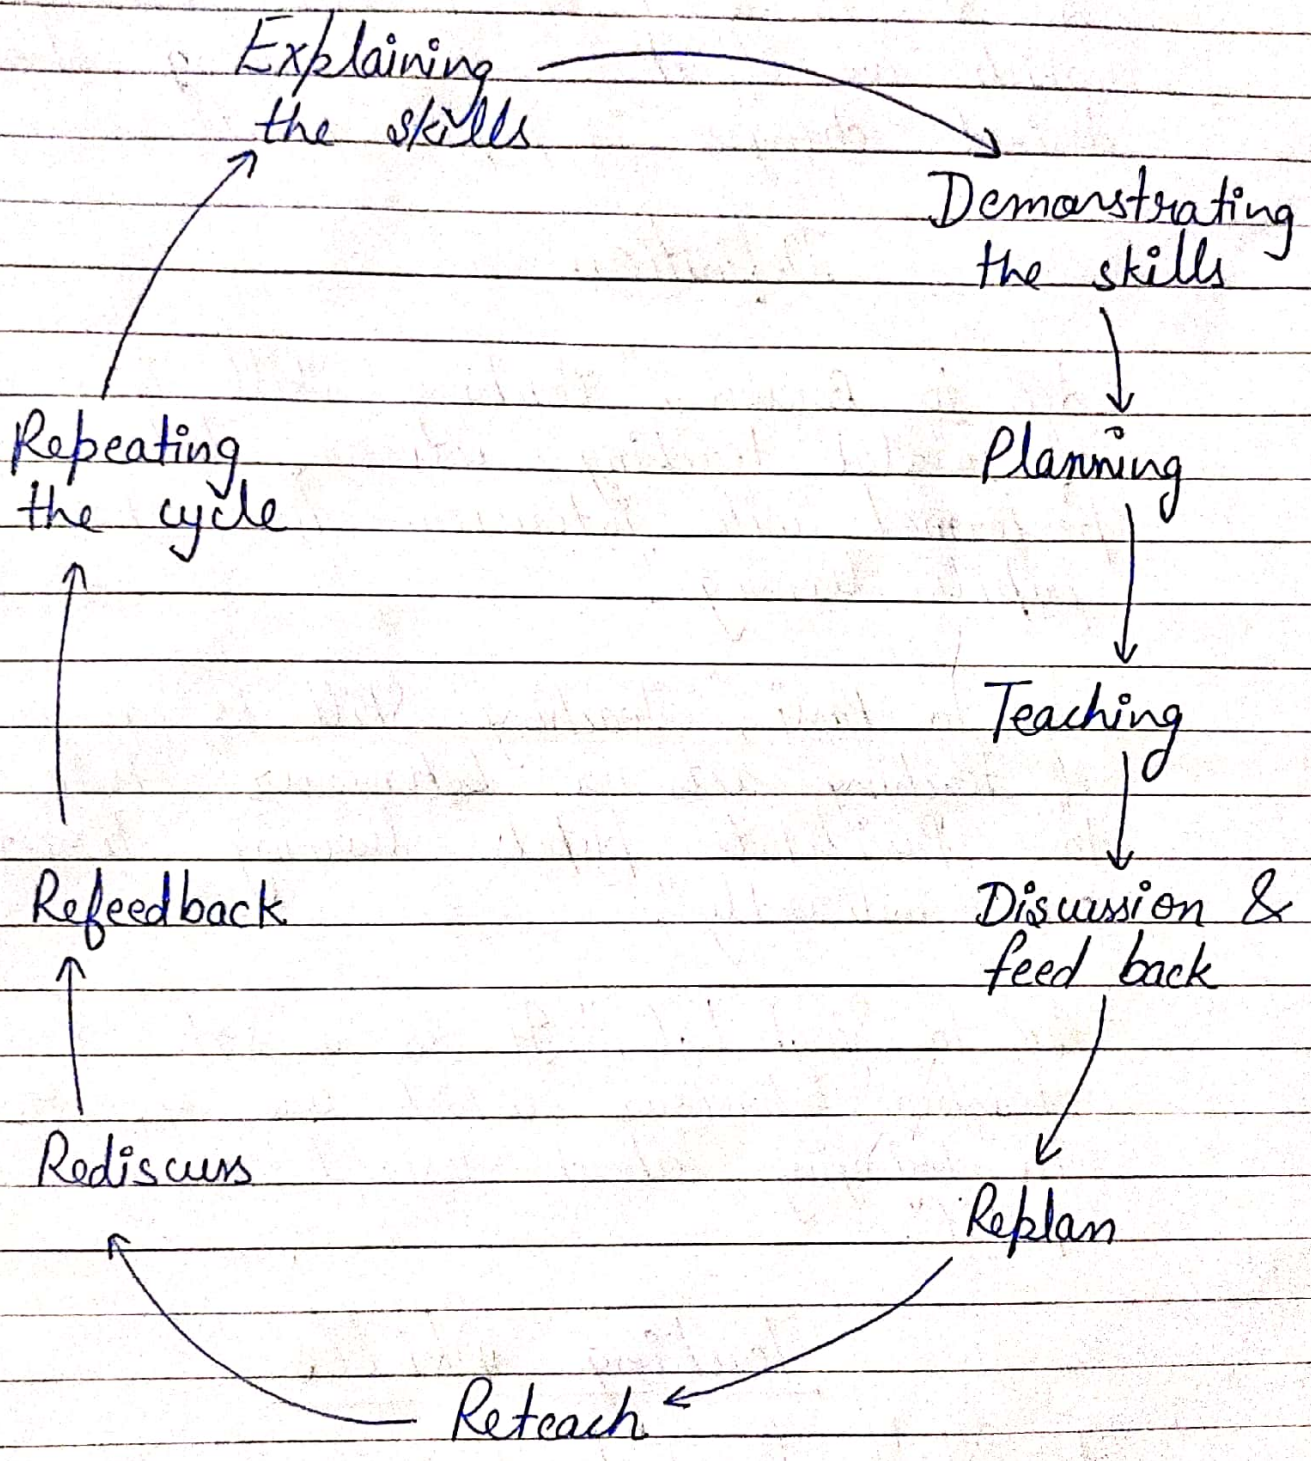 Explaining
the skills
Demonstrating
the skills
Planning
Teaching
Discussion &
feed back
Replan
Reteach
Rediscuss
Refeedback
Repeating
the cycle